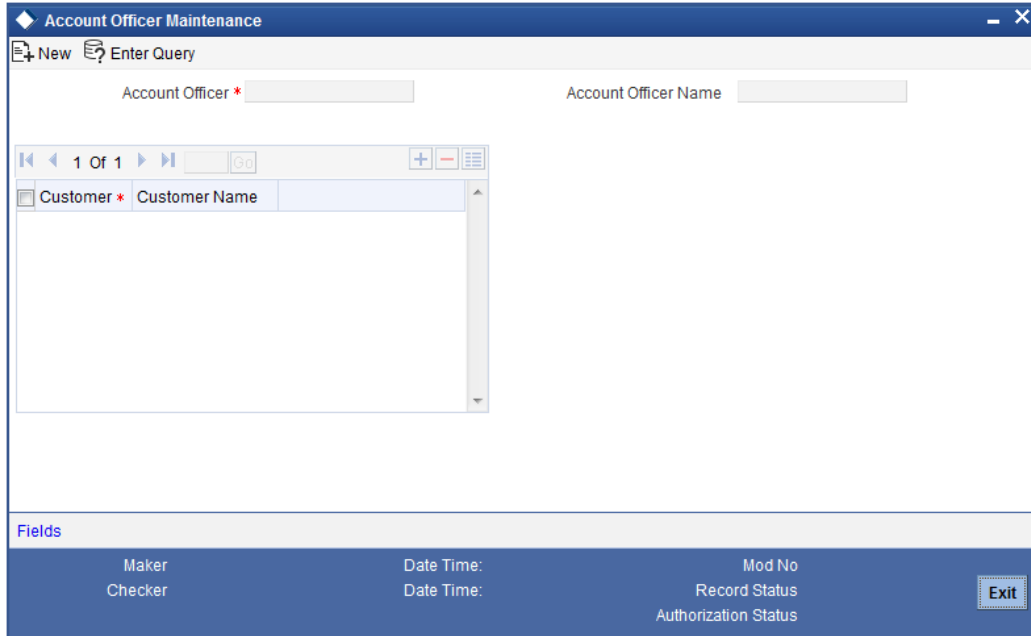 Account Officer Maintenance
New Enter Query
Account Officer * Account Officer Name
1 Of 1 Go
Customer * Customer Name
Fields
Maker Date Time: Mod No
Checker Date Time: Record Status
Authorization Status
Exit